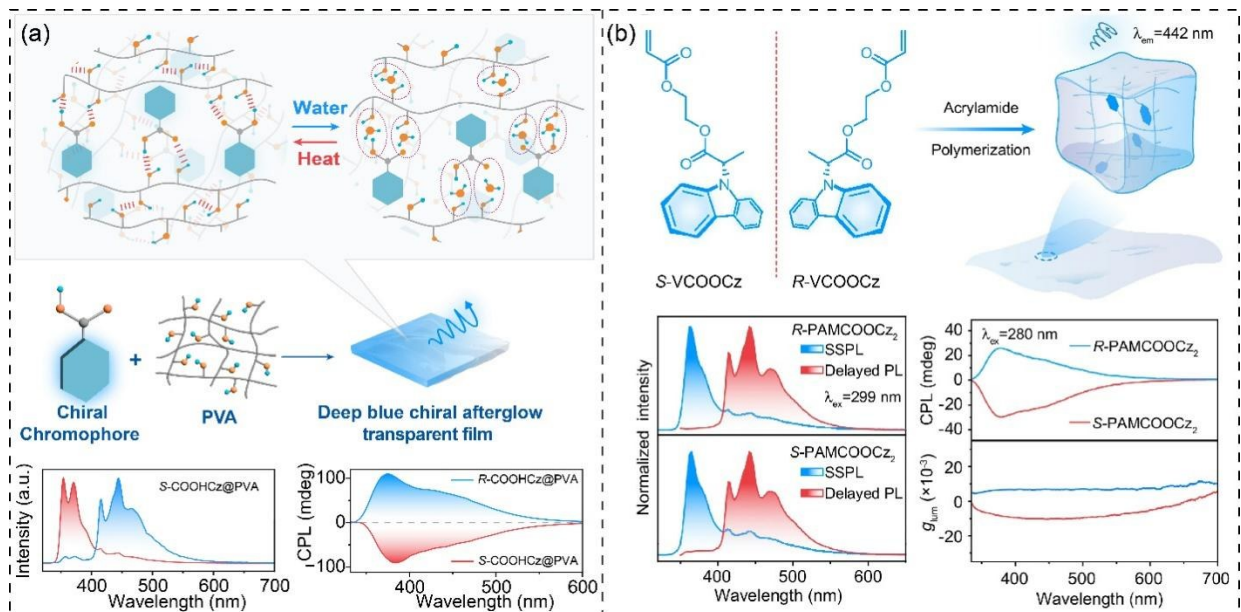 (a)
Water
Heat
Chiral
Chromophore
+
PVA
Deep blue chiral afterglow
transparent film
Intensity (a.u.)
S-COOHCz@PVA
400 500 600 700
Wavelength (nm)
CPL (mdeg)
100
0
−100
R-COOHCz@PVA
S-COOHCz@PVA
400 500 600
Wavelength (nm)
(b)
O
O
O
O
N
S-VCOOCz
O
O
O
O
N
R-VCOOCz
Acrylamide
Polymerization
λem=442 nm
Normalized intensity
R-PAMCOOCz2
SSPL
Delayed PL
λex=299 nm
S-PAMCOOCz2
SSPL
Delayed PL
400 500 600
Wavelength (nm)
CPL (mdeg)
40
20
0
-20
-40
λex=280 nm
R-PAMCOOCz2
S-PAMCOOCz2
glum (×10-3)
20
10
0
-10
-20
400 500 600 700
Wavelength (nm)